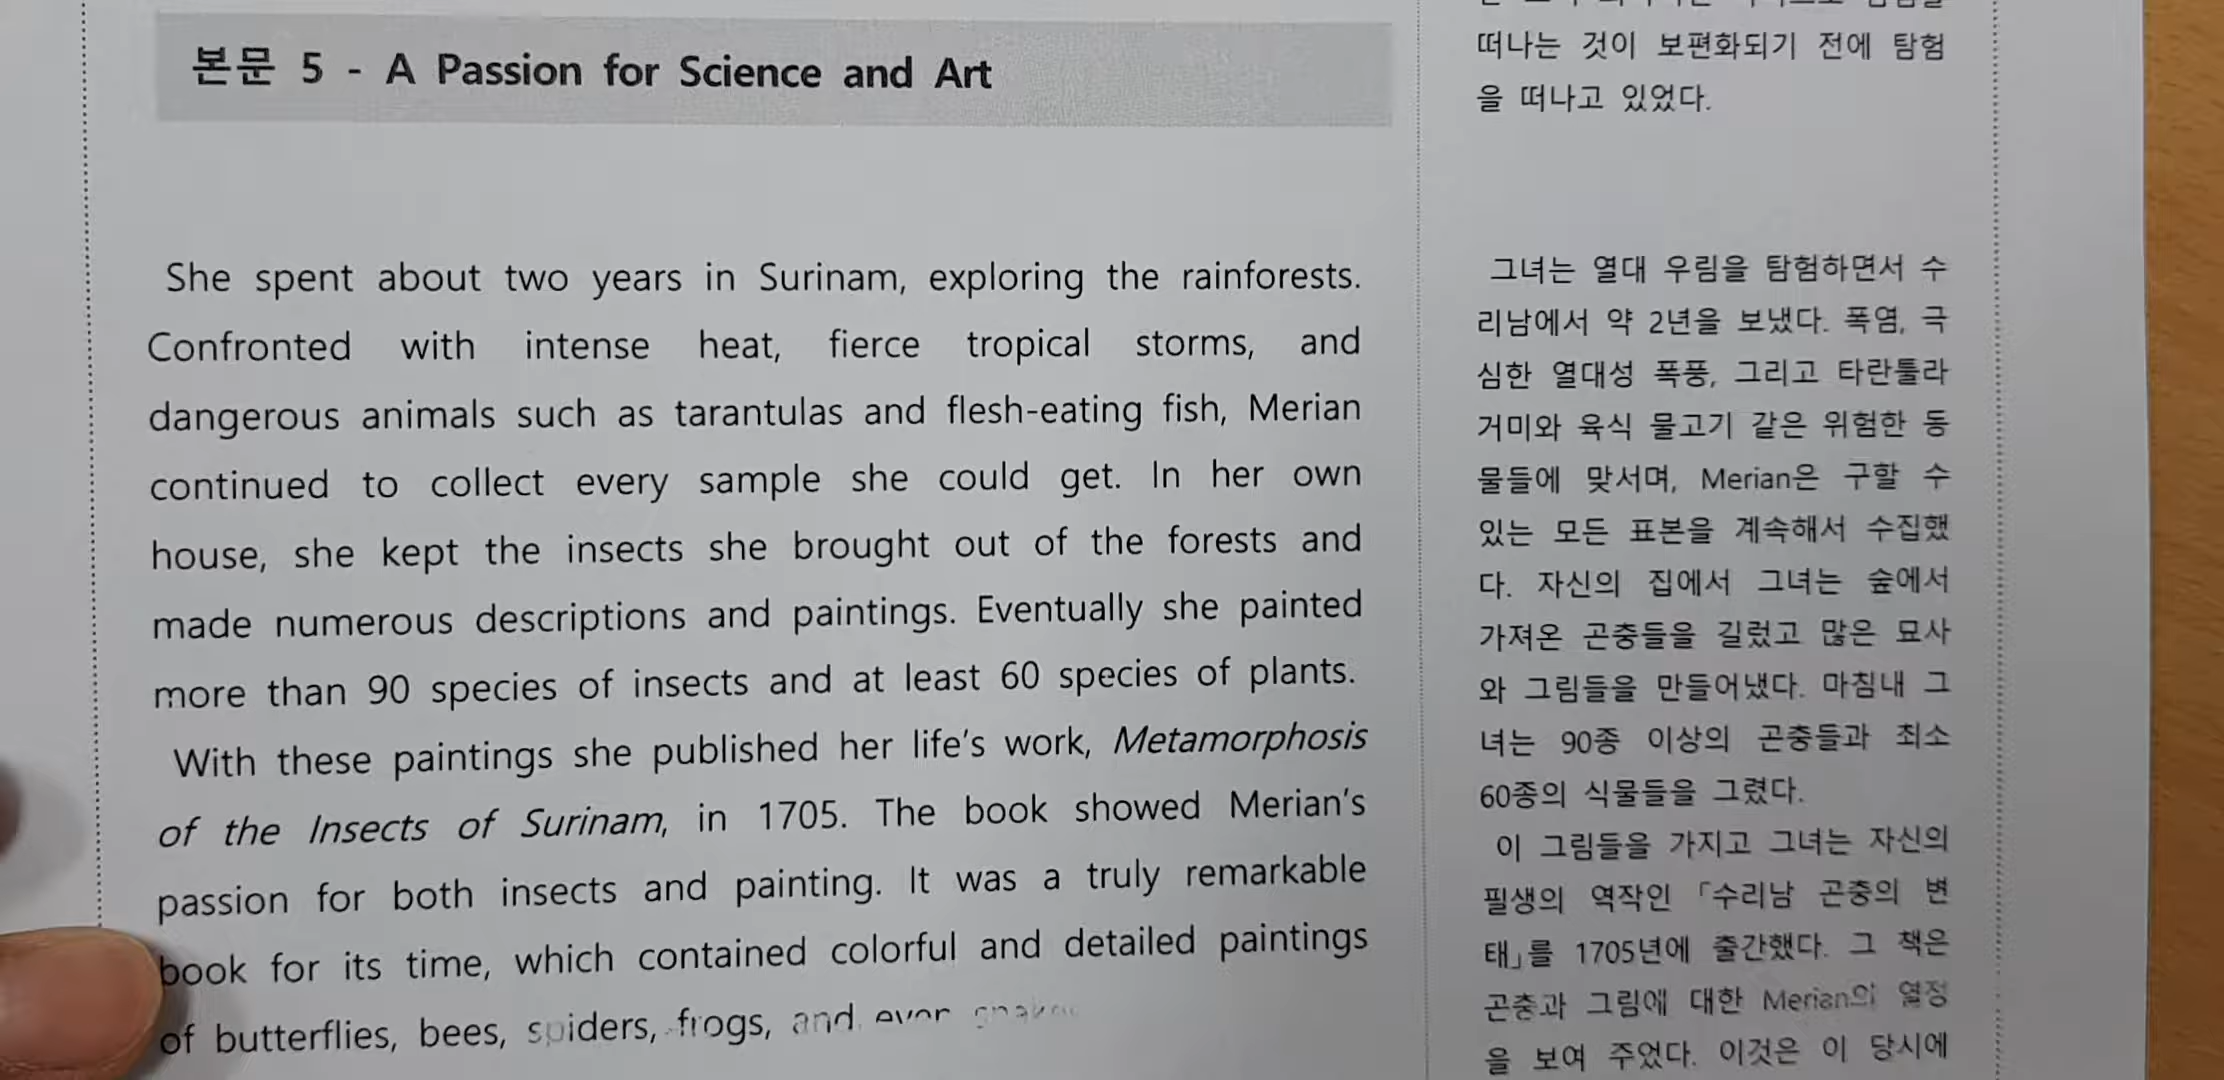 본문 5 - A Passion for Science and Art
She spent about two years in Surinam, exploring the rainforests.
Confronted with intense heat, fierce tropical storms, and
dangerous animals such as tarantulas and flesh-eating fish, Merian
continued to collect every sample she could get. In her own
house, she kept the insects she brought out of the forests and
made numerous descriptions and paintings. Eventually she painted
more than 90 species of insects and at least 60 species of plants.
With these paintings she published her life's work, Metamorphosis
of the Insects of Surinam, in 1705. The book showed Merian's
passion for both insects and painting. It was a truly remarkable
book for its time, which contained colorful and detailed paintings
of butterflies, bees, spiders, frogs, and even
떠나는 것이 보편화되기 전에 탐험
을 떠나고 있었다.
그녀는 열대 우림을 탐험하면서 수
리남에서 약 2년을 보냈다. 폭염, 극
심한 열대성 폭풍, 그리고 타란툴라
거미와 육식 물고기 같은 위험한 동
물들에 맞서며, Merian은 구할 수
있는 모든 표본을 계속해서 수집했
다. 자신의 집에서 그녀는 숲에서
가져온 곤충들을 길렀고 많은 묘사
와 그림들을 만들어냈다. 마침내 그
녀는 90종 이상의 곤충들과 최소
60종의 식물들을 그렸다.
이 그림들을 가지고 그녀는 자신의
필생의 역작인 「수리남 곤충의 변
태」를 1705년에 출간했다. 그 책은
곤충과 그림에 대한 Merian의 열정
을 보여 주었다. 이것은 이 당시에